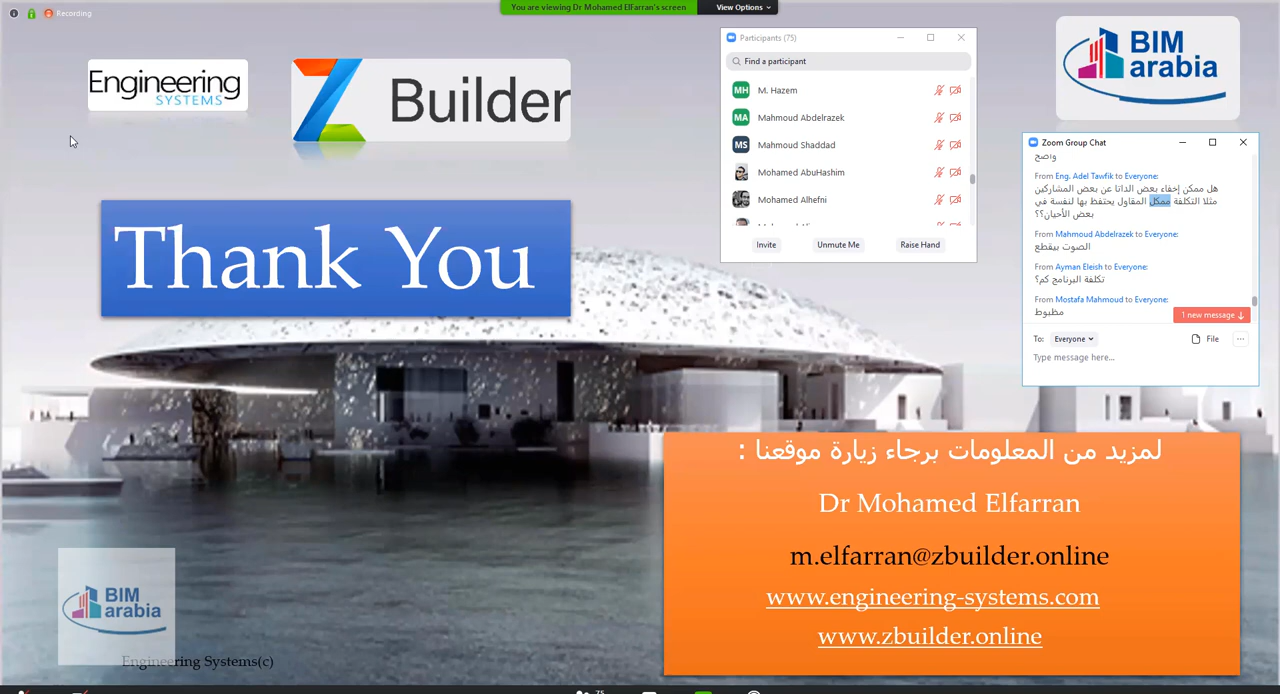 Recording
You are viewing Dr Mohamed ElFarran's screen
View Options
Engineering
SYSTEMS
Builder
Thank You
Participants (75)
Find a participant
MH M. Hazem
MA Mahmoud Abdelrazek
MS Mahmoud Shaddad
Mohamed AbuHashim
Mohamed Alhefni
Invite
Unmute Me
Raise Hand
BIM
arabia
Zoom Group Chat
واضح
From Eng. Adel Tawfik to Everyone:
هل ممكن إخفاء بعض الداتا عن بعض المشاركين
مثلا التكلفة ممكل المقاول يحتفظ بها لنفسة في
بعض الأحيان؟؟
From Mahmoud Abdelrazek to Everyone:
الصوت بيقطع
From Ayman Eleish to Everyone:
تكلفة البرنامج كم؟
From Mostafa Mahmoud to Everyone:
مظبوط
1 new message
To: Everyone
File
Type message here...
لمزيد من المعلومات برجاء زيارة موقعنا :
Dr Mohamed Elfarran
m.elfarran@zbuilder.online
www.engineering-systems.com
www.zbuilder.online
BIM
arabia
Engineering Systems(c)
75